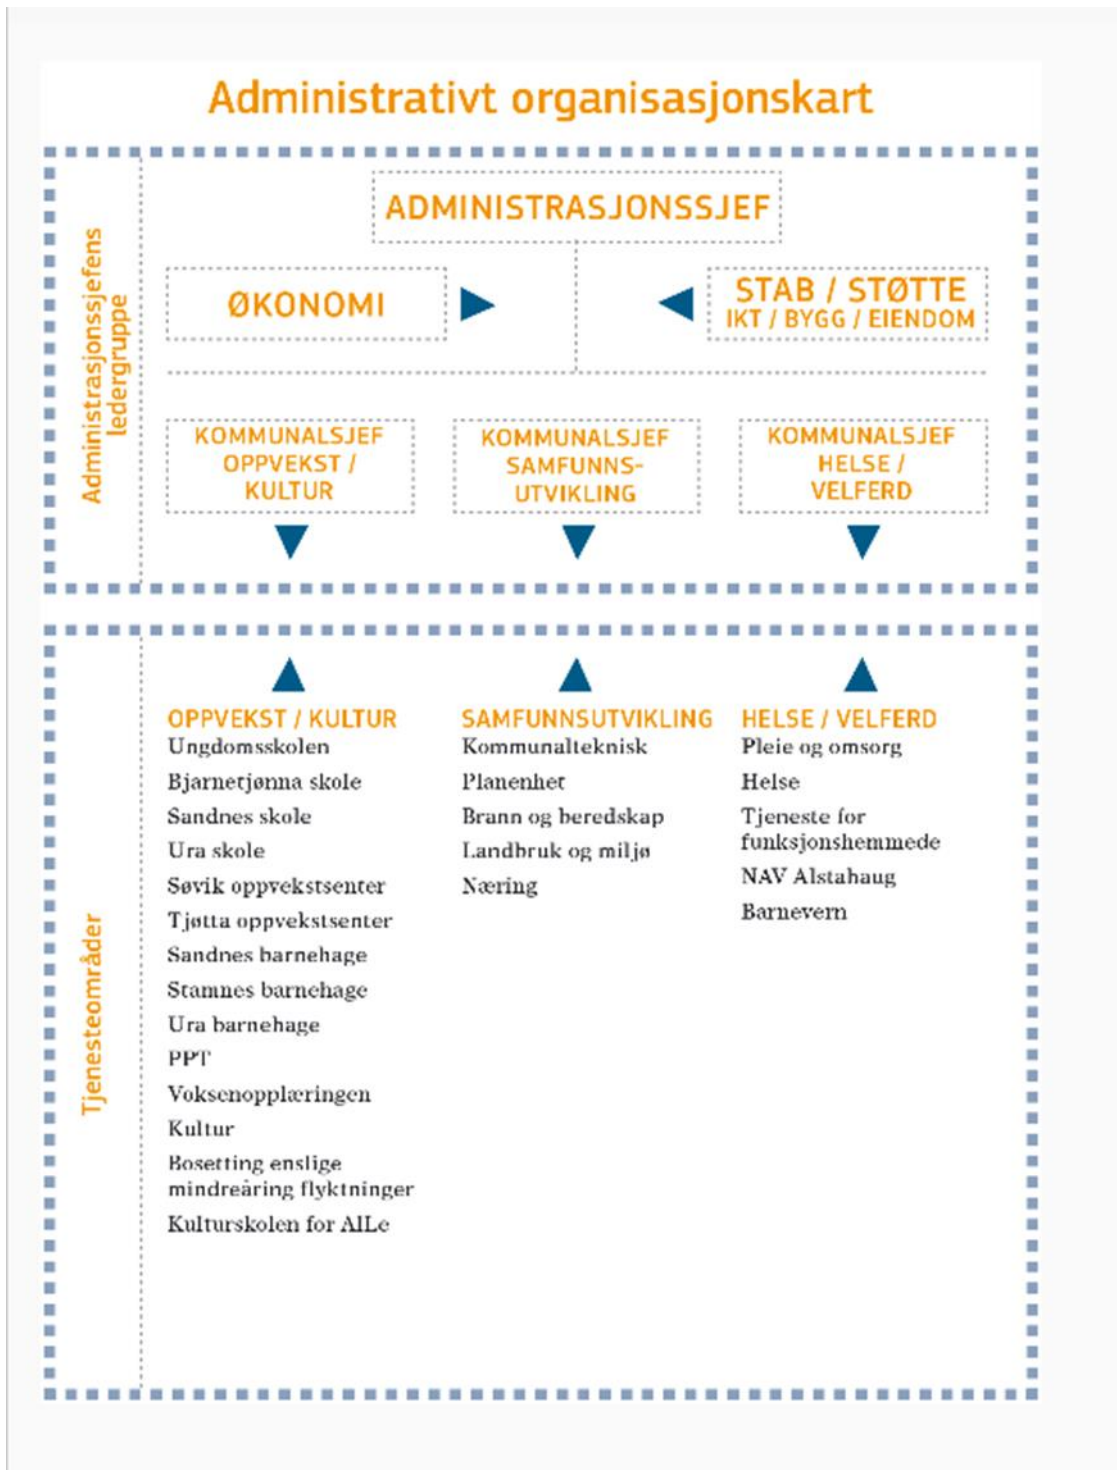 Administrativt organisasjonskart
Administrasjonssjefens
ledergruppe
ADMINISTRASJONSSJEF
ØKONOMI
STAB / STØTTE
IKT / BYGG / EIENDOM
KOMMUNALSJEF
OPPVEKST /
KULTUR
KOMMUNALSJEF
SAMFUNNS-
UTVIKLING
KOMMUNALSJEF
HELSE /
VELFERD
Tjenesteområder
OPPVEKST / KULTUR
Ungdomsskolen
Bjarnetjønna skole
Sandnes skole
Ura skole
Søvik oppvekstsenter
Tjøtta oppvekstsenter
Sandnes barnehage
Stamnes barnehage
Ura barnehage
PPT
Voksenopplæringen
Kultur
Bosetting enslige
mindreåring flyktninger
Kulturskolen for AlLe
SAMFUNNSUTVIKLING
Kommunalteknisk
Planenhet
Brann og beredskap
Landbruk og miljø
Næring
HELSE / VELFERD
Pleie og omsorg
Helse
Tjeneste for
funksjonshemmede
NAV Alstahaug
Barnevern